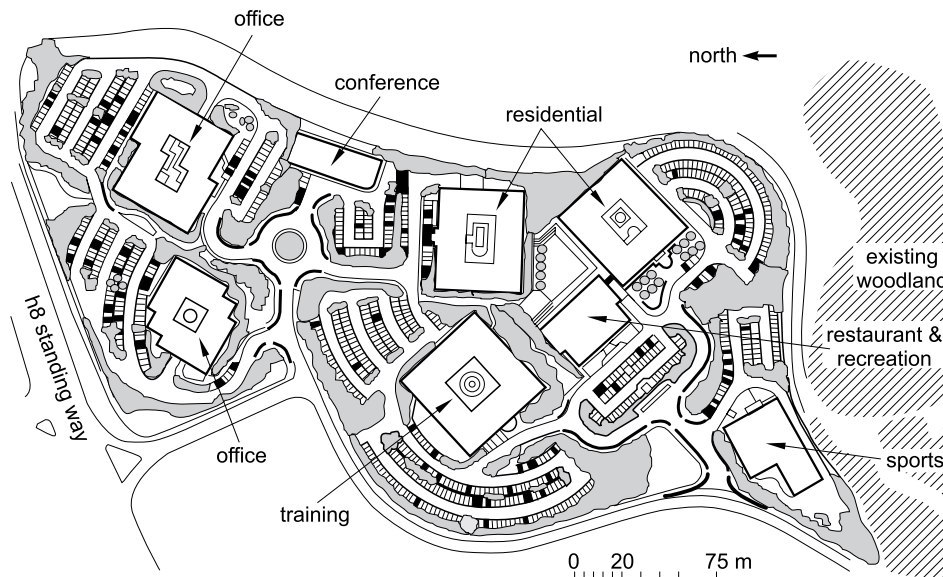 office
north
conference
residential
existing
woodland
restaurant &
recreation
h8 standing way
office
sports
training
0 20 75 m